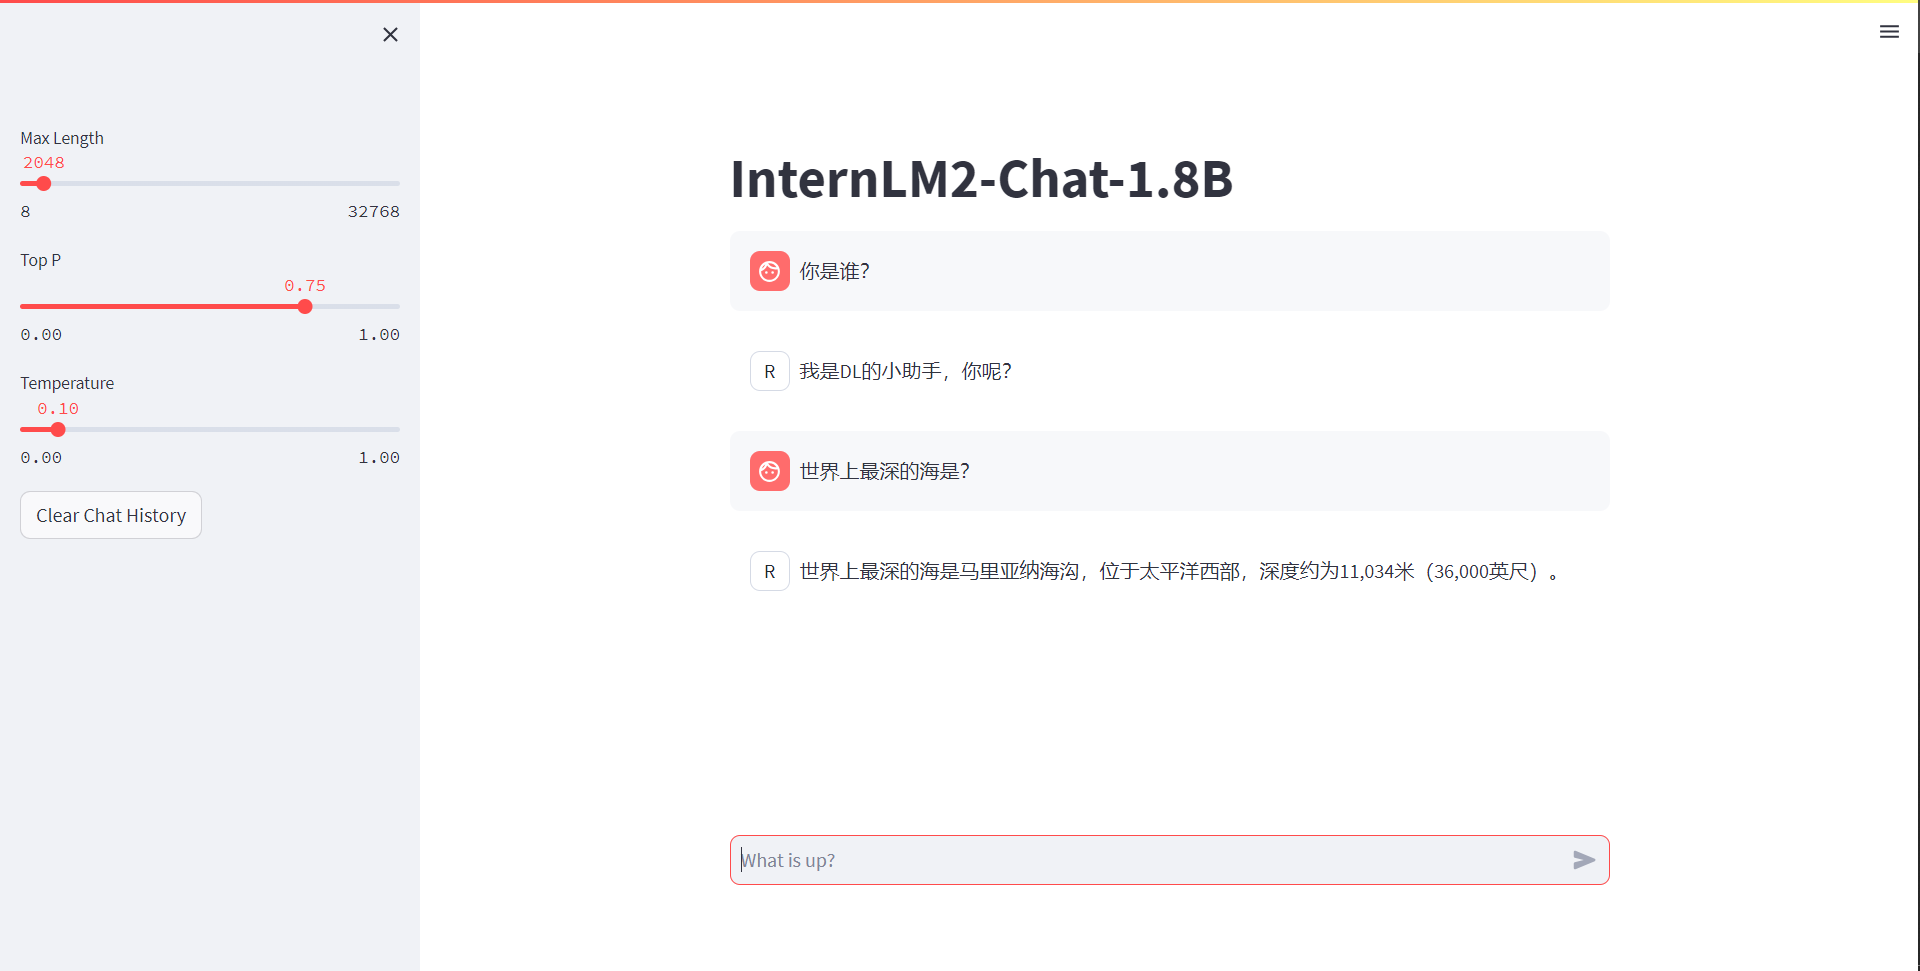 Max Length
2048
8 32768
Top P
0.75
0.00 1.00
Temperature
0.10
0.00 1.00
Clear Chat History
InternLM2-Chat-1.8B
你是谁?
R 我是DL的小助手，你呢?
世界上最深的海是?
R 世界上最深的海是马里亚纳海沟，位于太平洋西部，深度约为11,034米（36,000英尺）。
What is up?